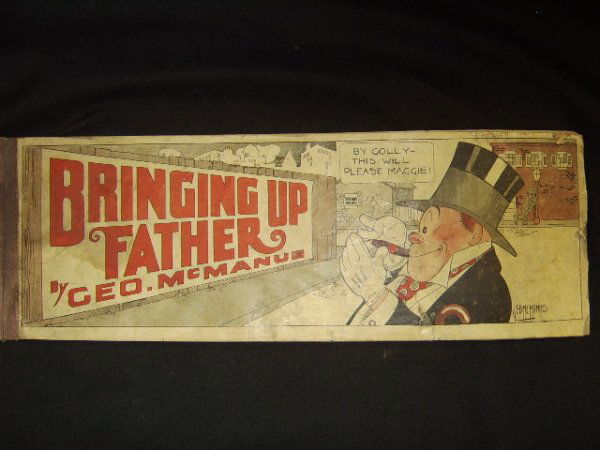 BRINGING UP
FATHER
BY GEO. MCMANUS
BY GOLLY-
THIS WILL
PLEASE MAGGIE!